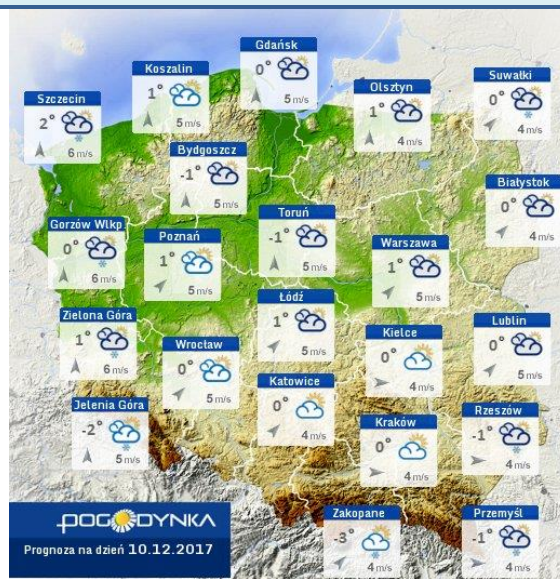 Gdańsk
0°
5 m/s
Koszalin
1°
5 m/s
Suwałki
0°
4 m/s
Olsztyn
1°
4 m/s
Szczecin
2°
6 m/s
Bydgoszcz
-1°
5 m/s
Białystok
0°
4 m/s
Toruń
-1°
5 m/s
Gorzów Wlkp.
0°
6 m/s
Poznań
1°
5 m/s
Warszawa
1°
5 m/s
Łódź
1°
5 m/s
Zielona Góra
1°
6 m/s
Lublin
0°
5 m/s
Kielce
0°
4 m/s
Wrocław
0°
5 m/s
Katowice
0°
4 m/s
Jelenia Góra
-2°
5 m/s
Rzeszów
-1°
4 m/s
Kraków
0°
4 m/s
Zakopane
-3°
4 m/s
Przemyśl
-1°
4 m/s
POGODYNKA
Prognoza na dzień 10.12.2017